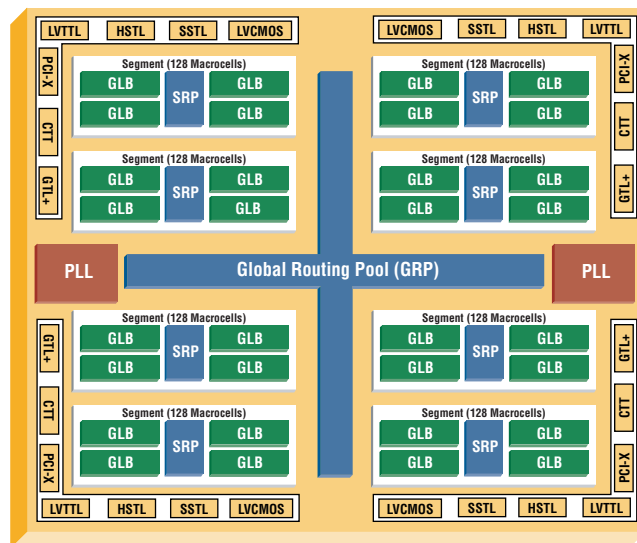 LVTTL HSTL SSTL LVCMOS
LVCMOS SSTL HSTL LVTTL
PCI-X
CTT
GTL+
PCI-X
CTT
GTL+
Segment (128 Macrocells)
GLB SRP GLB
GLB GLB
Segment (128 Macrocells)
GLB SRP GLB
GLB GLB
Segment (128 Macrocells)
GLB SRP GLB
GLB GLB
Segment (128 Macrocells)
GLB SRP GLB
GLB GLB
PLL
Global Routing Pool (GRP)
PLL
GTL+
CTT
PCI-X
GTL+
CTT
PCI-X
Segment (128 Macrocells)
GLB SRP GLB
GLB GLB
Segment (128 Macrocells)
GLB SRP GLB
GLB GLB
Segment (128 Macrocells)
GLB SRP GLB
GLB GLB
Segment (128 Macrocells)
GLB SRP GLB
GLB GLB
LVTTL HSTL SSTL LVCMOS
LVCMOS SSTL HSTL LVTTL